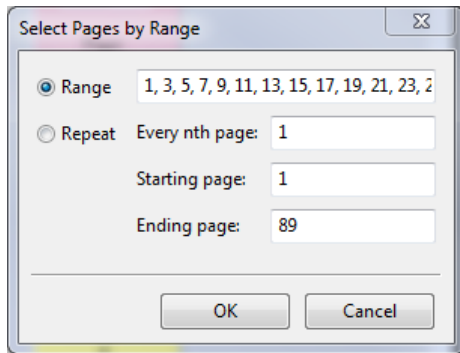 Select Pages by Range
Range 1, 3, 5, 7, 9, 11, 13, 15, 17, 19, 21, 23, 2
Repeat Every nth page: 1
Starting page: 1
Ending page: 89
OK Cancel